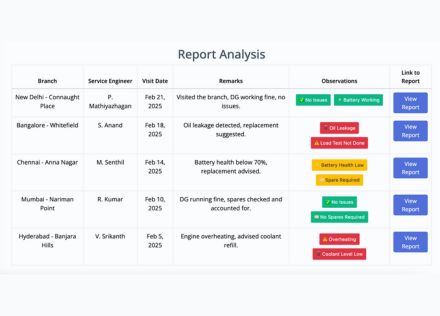 Report Analysis
Branch Service Engineer Visit Date Remarks Observations Link to Report
New Delhi - Connaught Place P. Mathiyazhagan Feb 21, 2025 Visited the branch, DG working fine, no issues. No Issues Battery Working View Report
Bangalore - Whitefield S. Anand Feb 18, 2025 Oil leakage detected, replacement suggested. Oil Leakage Load Test Not Done View Report
Chennai - Anna Nagar M. Senthil Feb 14, 2025 Battery health below 70%, replacement advised. Battery Health Low Spare Required View Report
Mumbai - Nariman Point R. Kumar Feb 10, 2025 DG running fine, spares checked and accounted for. No Issues No Spares Required View Report
Hyderabad - Banjara Hills V. Srikanth Feb 5, 2025 Engine overheating, advised coolant refill. Overheating Coolant Level Low View Report